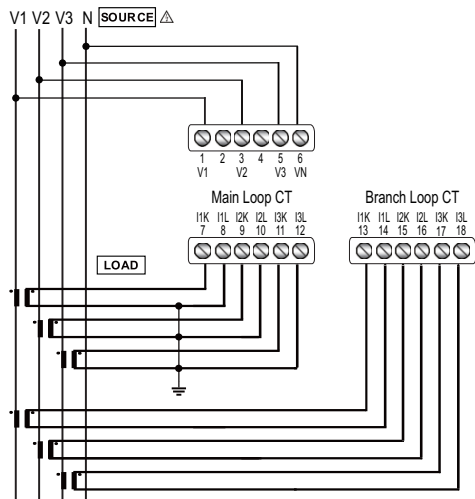 V1 V2 V3 N SOURCE ⚠
1 2 3 4 5 6
V1 V2 V3 VN
Main Loop CT Branch Loop CT
I1K I1L I2K I2L I3K I3L I1K I1L I2K I2L I3K I3L
7 8 9 10 11 12 13 14 15 16 17 18
LOAD